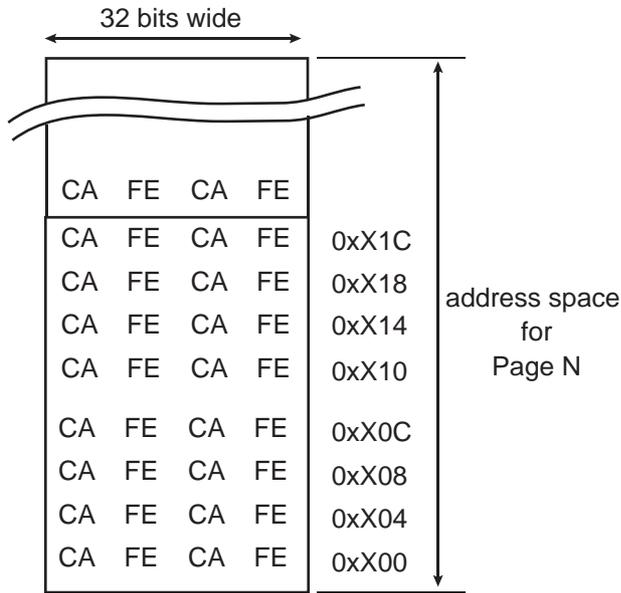 32 bits wide
CA FE CA FE
CA FE CA FE 0xX1C
CA FE CA FE 0xX18
CA FE CA FE 0xX14
CA FE CA FE 0xX10
CA FE CA FE 0xX0C
CA FE CA FE 0xX08
CA FE CA FE 0xX04
CA FE CA FE 0xX00
address space
for
Page N